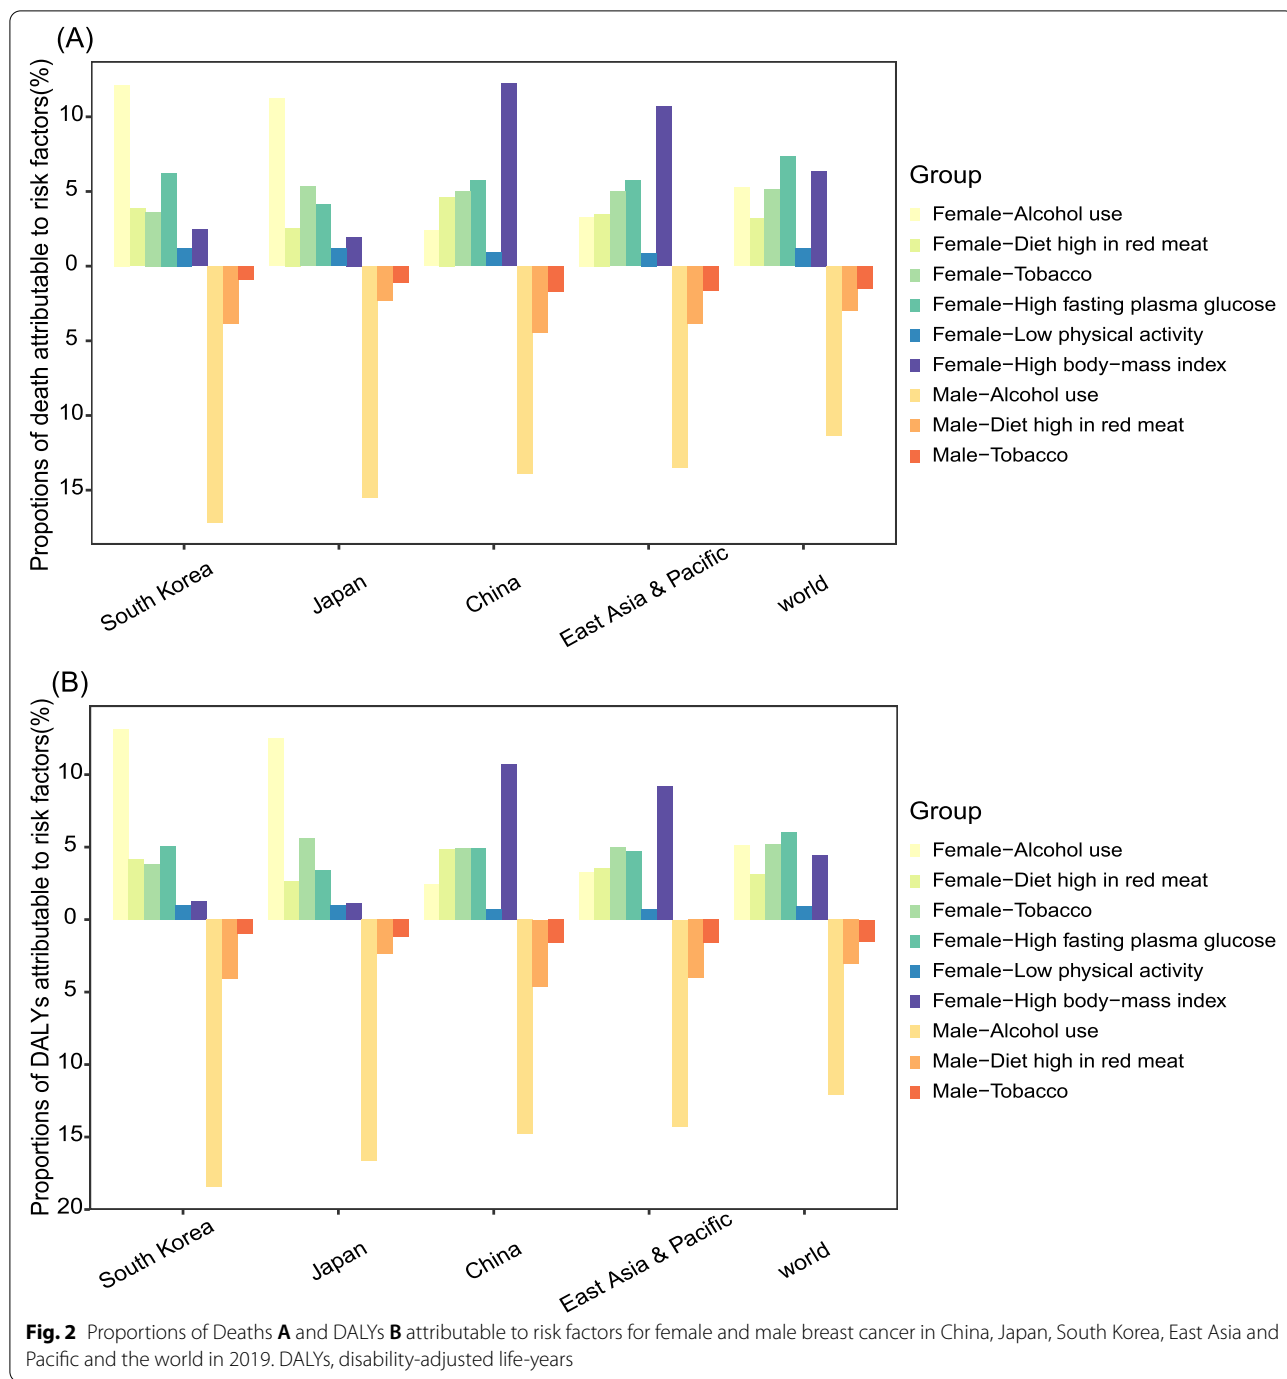 (A)
Propotions of death attributable to risk factors(%)
10
5
0
5
10
15
South Korea
Japan
China
East Asia & Pacific
world
Group
Female−Alcohol use
Female−Diet high in red meat
Female−Tobacco
Female−High fasting plasma glucose
Female−Low physical activity
Female−High body−mass index
Male−Alcohol use
Male−Diet high in red meat
Male−Tobacco
(B)
Proportions of DALYs attributable to risk factors(%)
10
5
0
5
10
15
20
South Korea
Japan
China
East Asia & Pacific
world
Group
Female−Alcohol use
Female−Diet high in red meat
Female−Tobacco
Female−High fasting plasma glucose
Female−Low physical activity
Female−High body−mass index
Male−Alcohol use
Male−Diet high in red meat
Male−Tobacco
Fig. 2 Proportions of Deaths A and DALYs B attributable to risk factors for female and male breast cancer in China, Japan, South Korea, East Asia and
Pacific and the world in 2019. DALYs, disability-adjusted life-years